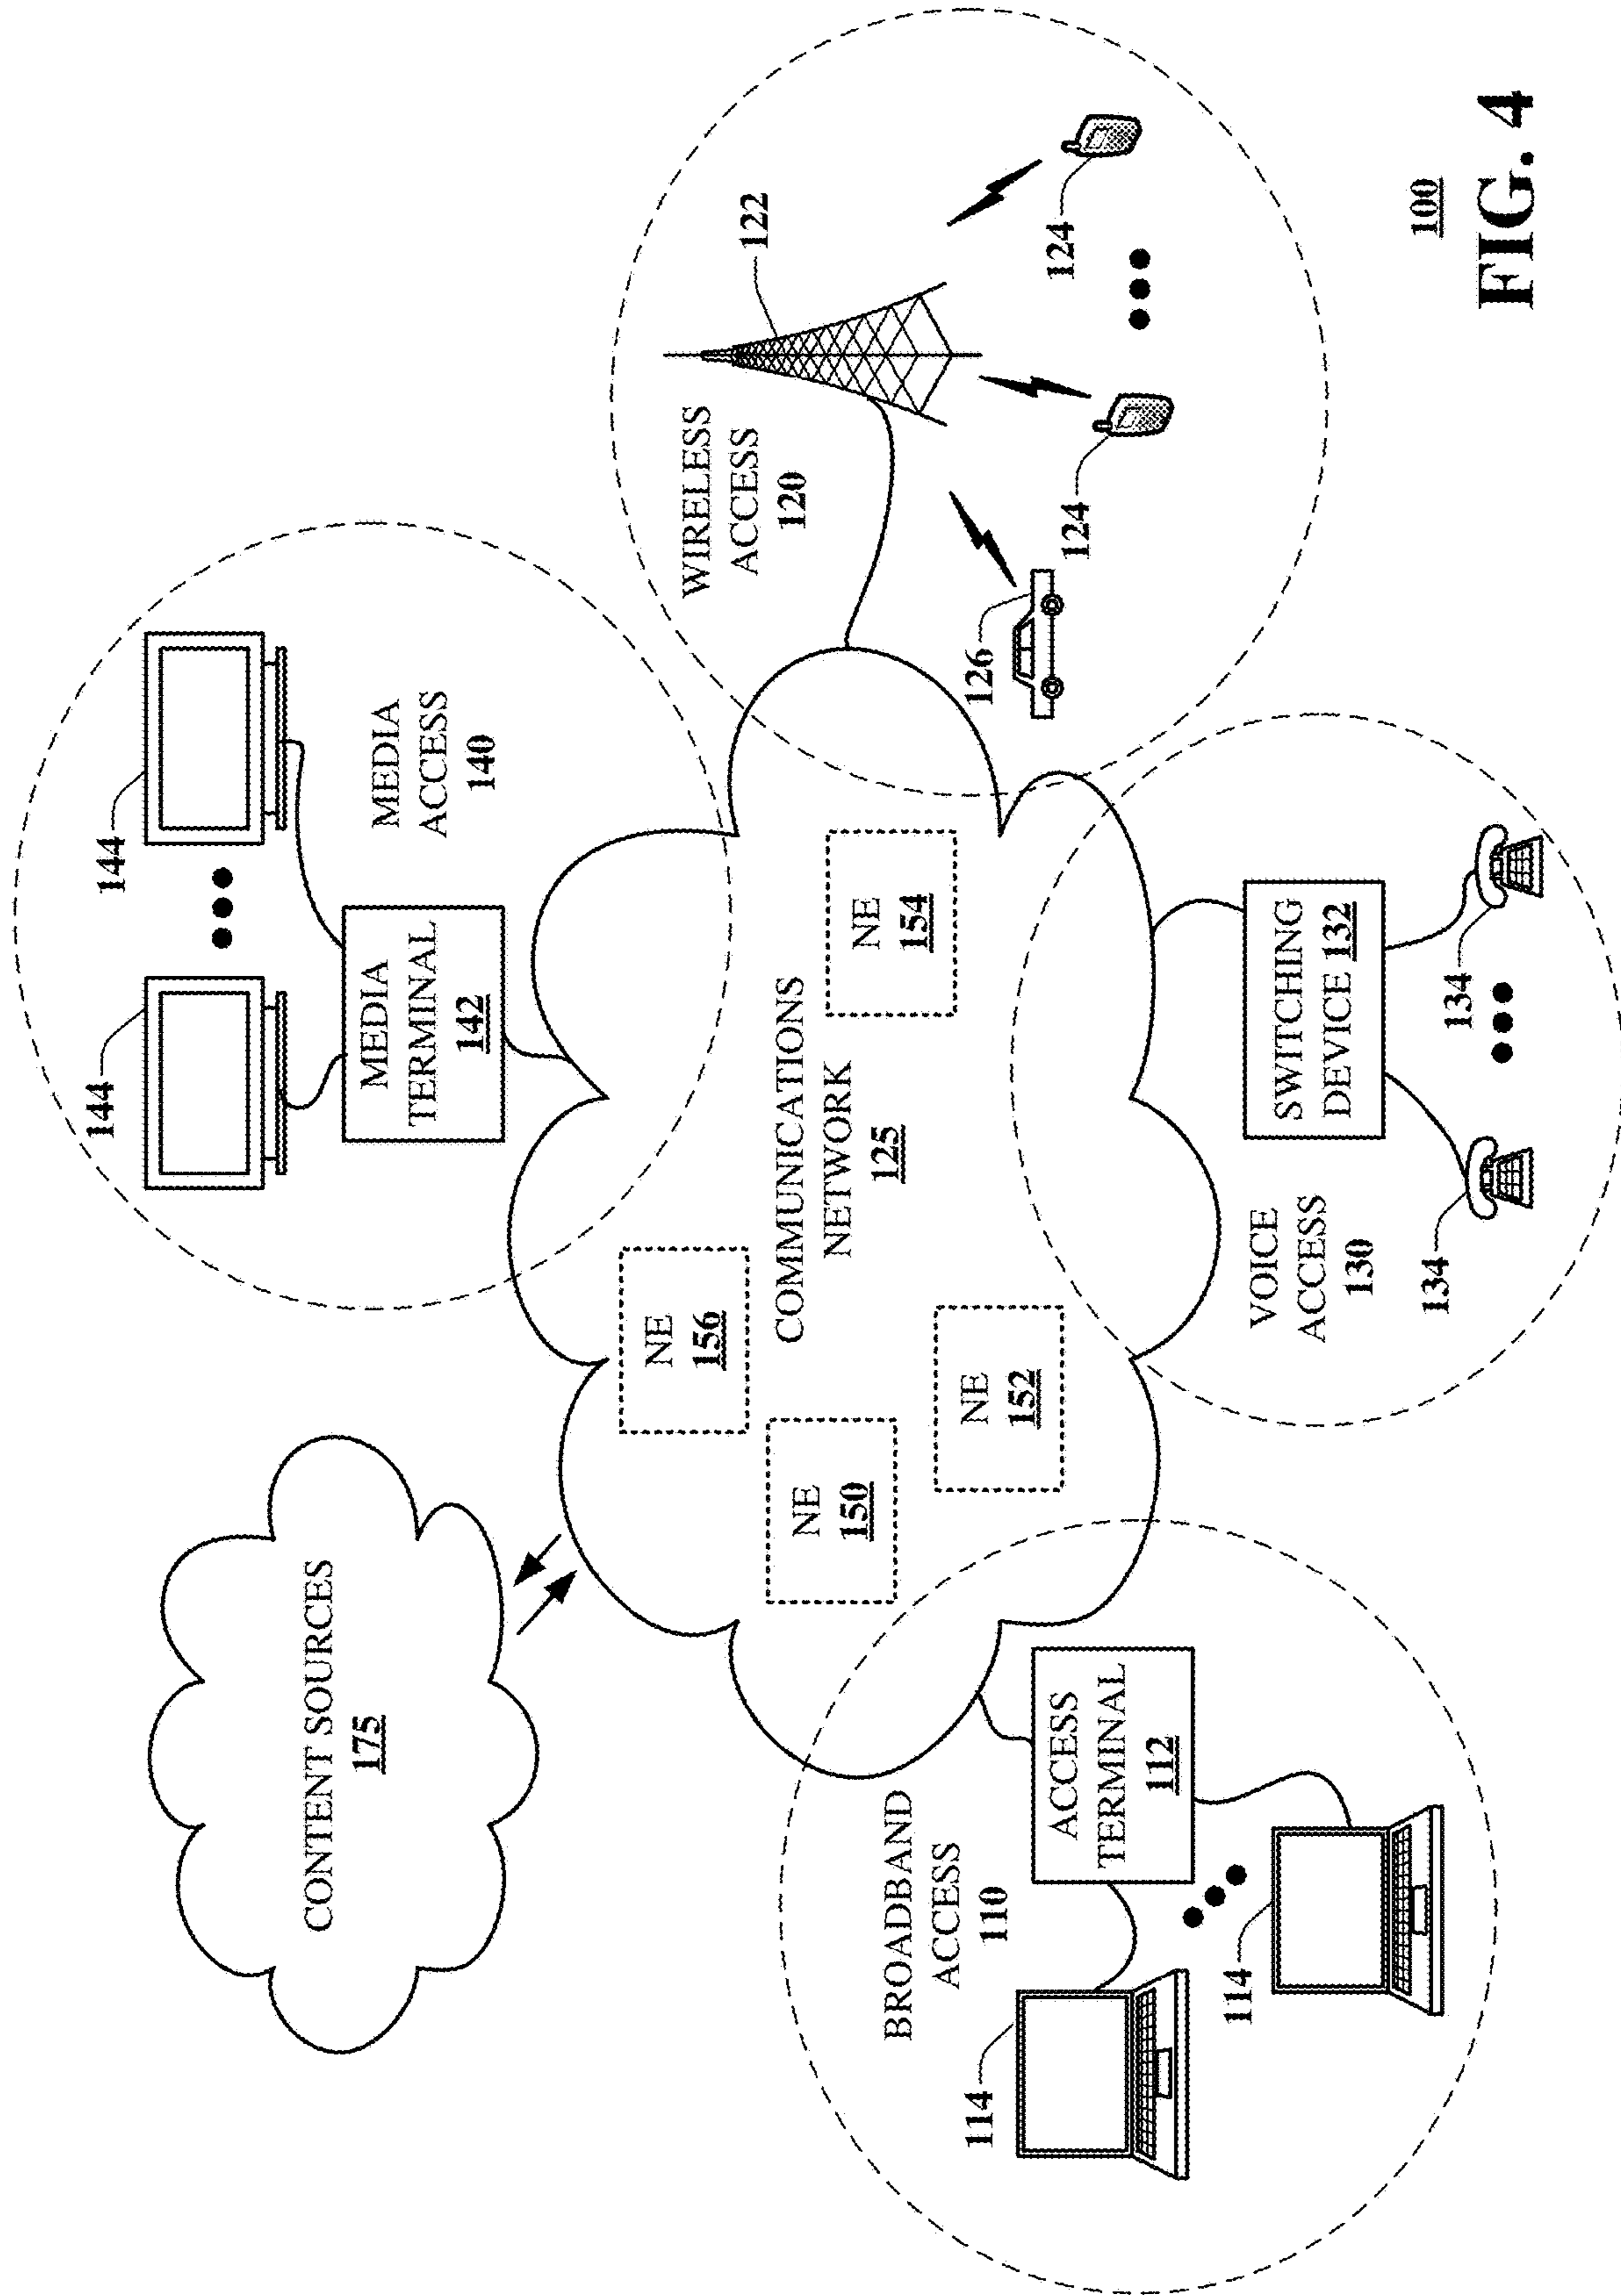 CONTENT SOURCES
175
144
144
MEDIA
TERMINAL
142
MEDIA
ACCESS
140
WIRELESS
ACCESS
120
122
124
124
126
NE
156
NE
150
NE
152
NE
154
COMMUNICATIONS
NETWORK
125
BROADBAND
ACCESS
110
ACCESS
TERMINAL
112
114
114
VOICE
ACCESS
130
SWITCHING
DEVICE 132
134
134
100
FIG. 4